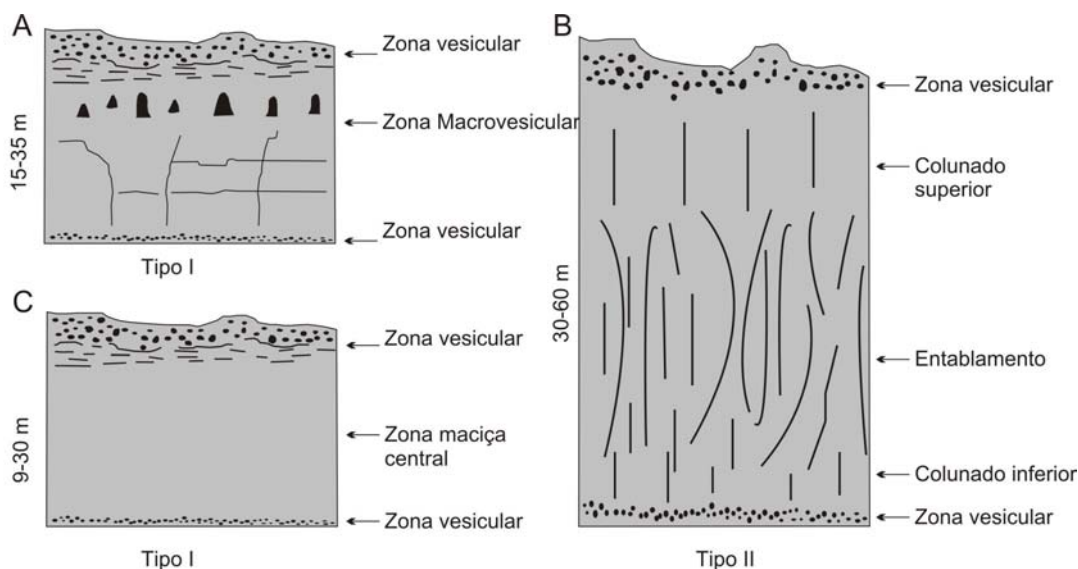 A
Zona vesicular
Zona Macrovesicular
Zona vesicular
15-35 m
Tipo I
C
Zona vesicular
Zona maciça
central
Zona vesicular
9-30 m
Tipo I
B
Zona vesicular
Colunado
superior
Entablamento
Colunado inferior
Zona vesicular
30-60 m
Tipo II